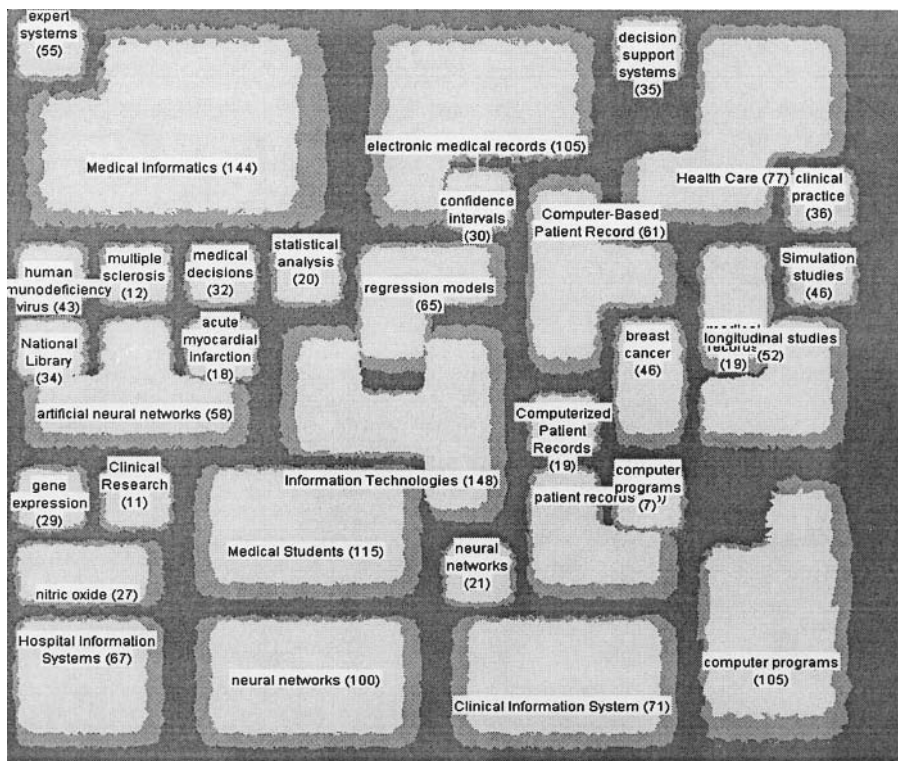 expert
systems
(55)
decision
support
systems
(35)
electronic medical records (105)
Medical Informatics (144)
Health Care (77)
clinical
practice
(36)
confidence
intervals
(30)
Computer-Based
Patient Record (61)
human
munodeficiency
virus (43)
multiple
sclerosis
(12)
medical
decisions
(32)
statistical
analysis
(20)
regression models
(65)
Simulation
studies
(46)
National
Library
(34)
acute
myocardial
infarction
(18)
breast
cancer
(46)
records
(19)
longitudinal studies
(52)
artificial neural networks (58)
Computerized
Patient
Records
(19)
gene
expression
(29)
Clinical
Research
(11)
Information Technologies (148)
patient records
computer
programs
(7)
Medical Students (115)
neural
networks
(21)
nitric oxide (27)
Hospital Information
Systems (67)
neural networks (100)
Clinical Information System (71)
computer programs
(105)